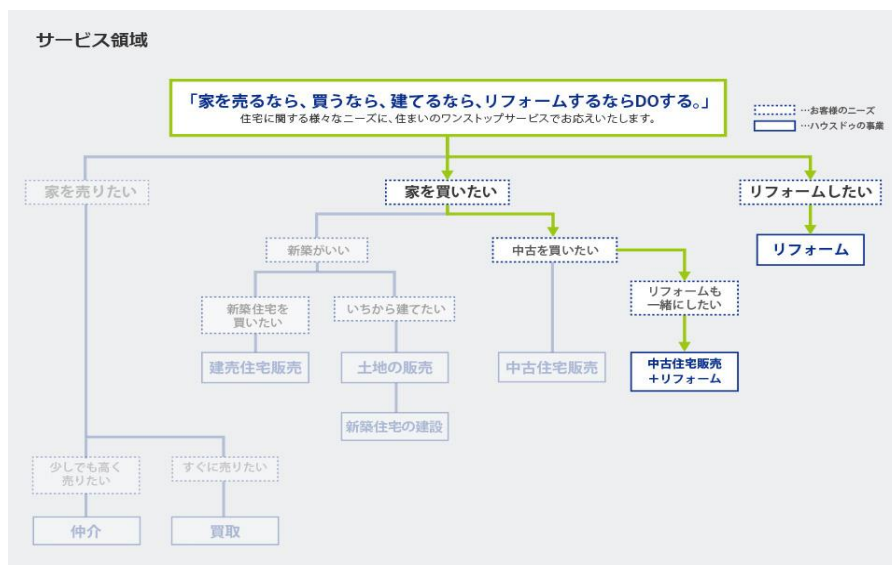 サービス領域
「家を売るなら、買うなら、建てるなら、リフォームするならDOする。」
住宅に関する様々なニーズに、住まいのワンストップサービスでお応えいたします。
…お客様のニーズ
…ハウスドゥの事業
家を売りたい
家を買いたい
リフォームしたい
新築がいい
中古を買いたい
リフォーム
リフォームも
一緒にしたい
新築住宅を
買いたい
いちから建てたい
建売住宅販売
土地の販売
中古住宅販売
中古住宅販売
＋リフォーム
新築住宅の建設
少しでも高く
売りたい
すぐに売りたい
仲介
買取